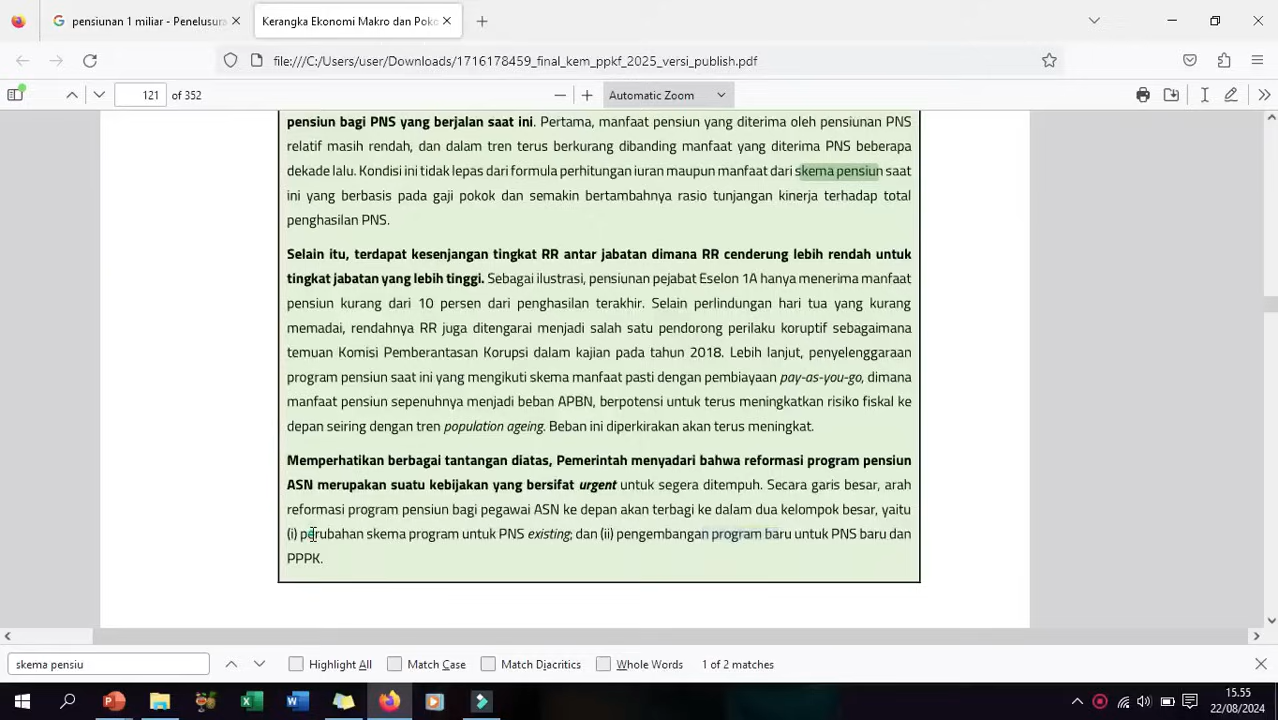 pensiunan 1 miliar - Penelusura
Kerangka Ekonomi Makro dan Poko
file:///C:/Users/user/Downloads/1716178459_final_kem_ppkf_2025_versi_publish.pdf
121 of 352
Automatic Zoom
pensiun bagi PNS yang berjalan saat ini. Pertama, manfaat pensiun yang diterima oleh pensiunan PNS
relatif masih rendah, dan dalam tren terus berkurang dibanding manfaat yang diterima PNS beberapa
dekade lalu. Kondisi ini tidak lepas dari formula perhitungan iuran maupun manfaat dari skema pensiun saat
ini yang berbasis pada gaji pokok dan semakin bertambahnya rasio tunjangan kinerja terhadap total
penghasilan PNS.
Selain itu, terdapat kesenjangan tingkat RR antar jabatan dimana RR cenderung lebih rendah untuk
tingkat jabatan yang lebih tinggi. Sebagai ilustrasi, pensiunan pejabat Eselon 1A hanya menerima manfaat
pensiun kurang dari 10 persen dari penghasilan terakhir. Selain perlindungan hari tua yang kurang
memadai, rendahnya RR juga ditengarai menjadi salah satu pendorong perilaku koruptif sebagaimana
temuan Komisi Pemberantasan Korupsi dalam kajian pada tahun 2018. Lebih lanjut, penyelenggaraan
program pensiun saat ini yang mengikuti skema manfaat pasti dengan pembiayaan pay-as-you-go, dimana
manfaat pensiun sepenuhnya menjadi beban APBN, berpotensi untuk terus meningkatkan risiko fiskal ke
depan seiring dengan tren population ageing. Beban ini diperkirakan akan terus meningkat.
Memperhatikan berbagai tantangan diatas, Pemerintah menyadari bahwa reformasi program pensiun
ASN merupakan suatu kebijakan yang bersifat urgent untuk segera ditempuh. Secara garis besar, arah
reformasi program pensiun bagi pegawai ASN ke depan akan terbagi ke dalam dua kelompok besar, yaitu
(i) perubahan skema program untuk PNS existing; dan (ii) pengembangan program baru untuk PNS baru dan
PPPK.
skema pensiu
Highlight All
Match Case
Match Diacritics
Whole Words
1 of 2 matches
15.55
22/08/2024